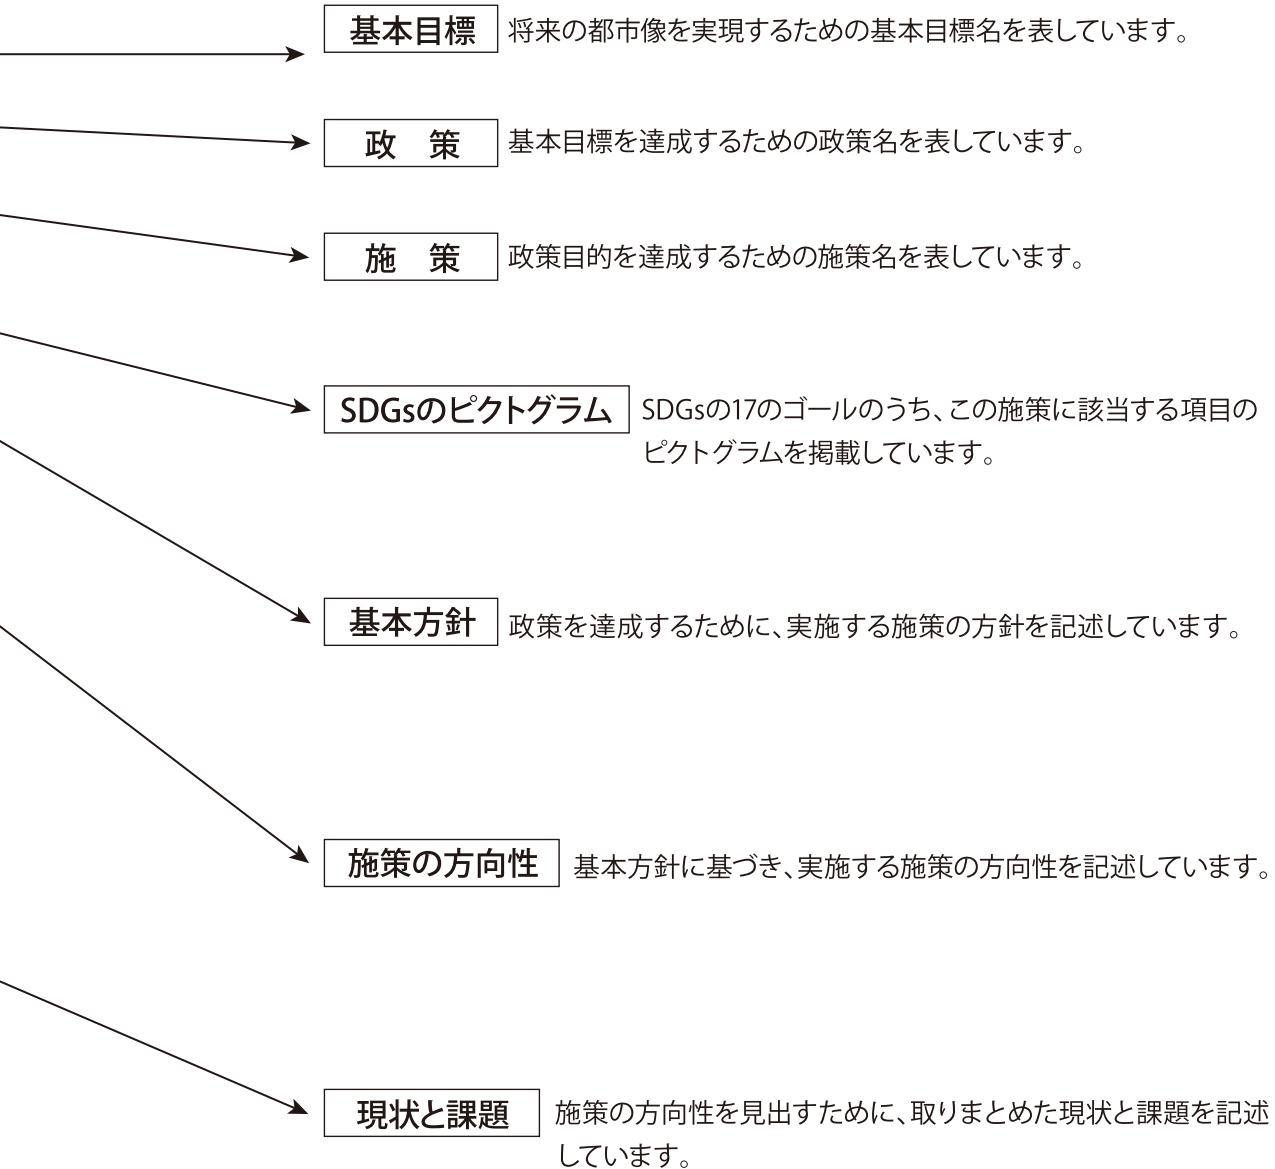 基本目標 将来の都市像を実現するための基本目標名を表しています。
政　策 基本目標を達成するための政策名を表しています。
施　策 政策目的を達成するための施策名を表しています。
SDGsのピクトグラム SDGsの17のゴールのうち、この施策に該当する項目の
ピクトグラムを掲載しています。
基本方針 政策を達成するために、実施する施策の方針を記述しています。
施策の方向性 基本方針に基づき、実施する施策の方向性を記述しています。
現状と課題 施策の方向性を見出すために、取りまとめた現状と課題を記述
しています。